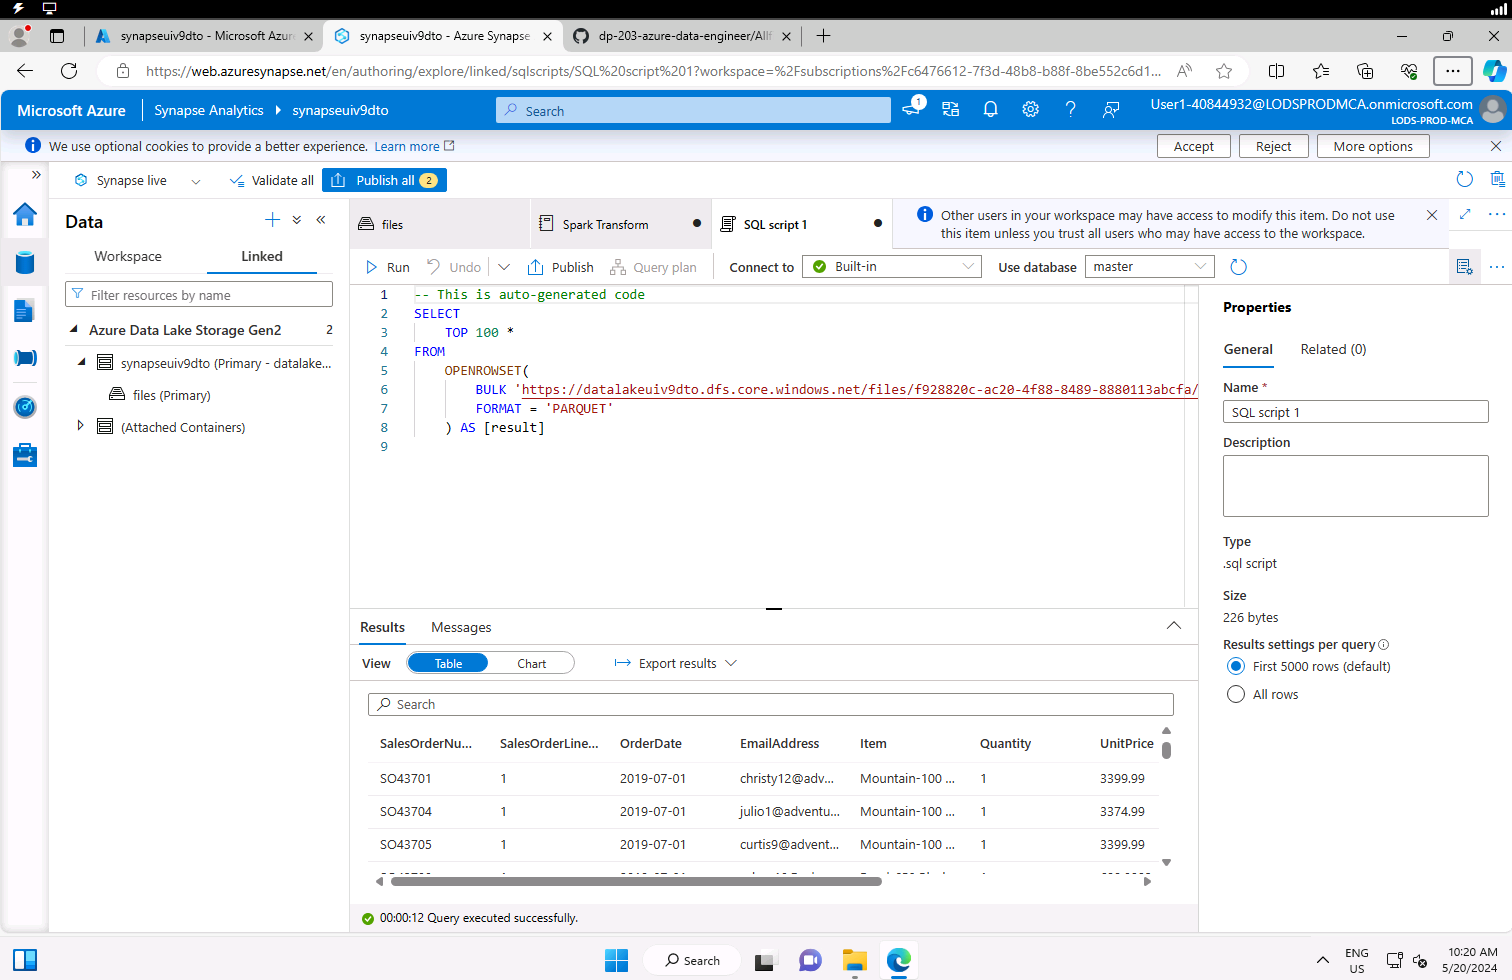 synapseuiv9dto - Microsoft Azure
synapseuiv9dto - Azure Synapse
dp-203-azure-data-engineer/Allf
https://web.azuresynapse.net/en/authoring/explore/linked/sqlscripts/SQL%20script%201?workspace=%2Fsubscriptions%2Fc6476612-7f3d-48b8-b88f-8be552c6d1...
Microsoft Azure
Synapse Analytics
synapseuiv9dto
Search
1
User1-40844932@LODSPRODMCA.onmicrosoft.com
LODS-PROD-MCA
We use optional cookies to provide a better experience. Learn more
Accept
Reject
More options
Synapse live
Validate all
Publish all 2
Data
Workspace
Linked
Filter resources by name
Azure Data Lake Storage Gen2 2
synapseuiv9dto (Primary - datalake...
files (Primary)
(Attached Containers)
files
Spark Transform
SQL script 1
Other users in your workspace may have access to modify this item. Do not use
this item unless you trust all users who may have access to the workspace.
Run
Undo
Publish
Query plan
Connect to
Built-in
Use database
master
1 -- This is auto-generated code
2 SELECT
3 TOP 100 *
4 FROM
5 OPENROWSET(
6 BULK 'https://datalakeuiv9dto.dfs.core.windows.net/files/f928820c-ac20-4f88-8489-8880113abcfa/
7 FORMAT = 'PARQUET'
8 ) AS [result]
9
Properties
General
Related (0)
Name *
SQL script 1
Description
Type
.sql script
Size
226 bytes
Results settings per query
First 5000 rows (default)
All rows
Results
Messages
View
Table
Chart
Export results
Search
SalesOrderNu... SalesOrderLine... OrderDate EmailAddress Item Quantity UnitPrice
SO43701 1 2019-07-01 christy12@adv... Mountain-100 ... 1 3399.99
SO43704 1 2019-07-01 julio1@adventu... Mountain-100 ... 1 3374.99
SO43705 1 2019-07-01 curtis9@advent... Mountain-100 ... 1 3399.99
00:00:12 Query executed successfully.
Search
ENG
US
10:20 AM
5/20/2024